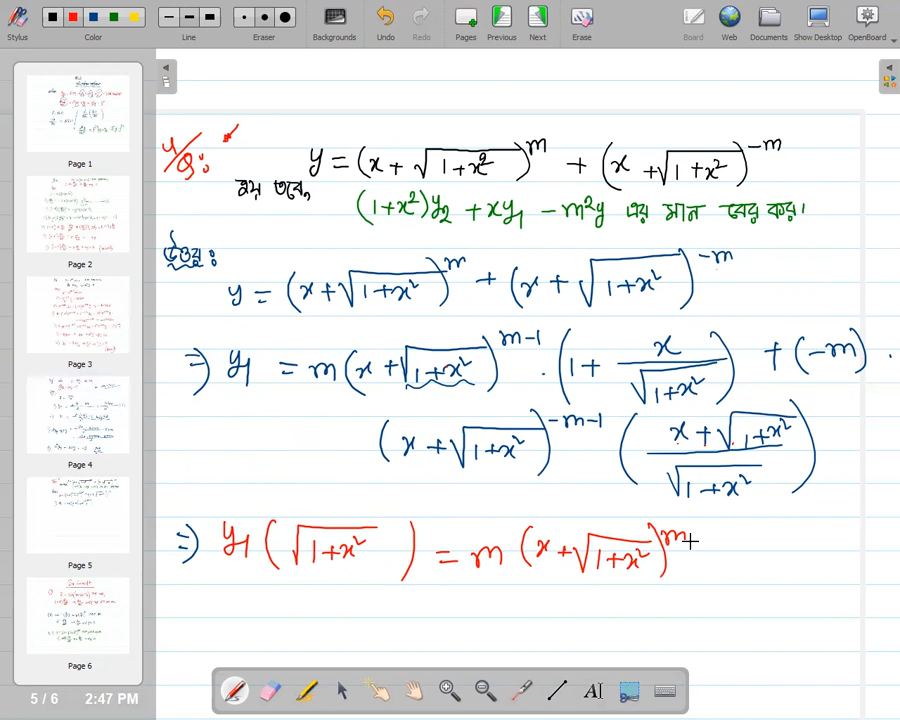 Stylus Color Line Eraser Backgrounds Undo Redo Pages Previous Next Erase Board Web Documents Show Desktop OpenBoard
Page 1
Page 2
Page 3
Page 4
Page 5
Page 6
5 / 6 2:47 PM
y = (x + √(1+x²))^m + (x + √(1+x²))^-m
হয় তবে,
(1+x²)y₂ + xy₁ - m²y এর মান বের কর।
উত্তর:
y = (x+√(1+x²))^m + (x+√(1+x²))^-m
⇒ y₁ = m(x+√(1+x²))^m-1 . (1 + x/√(1+x²)) + (-m) .
(x+√(1+x²))^-m-1 ((x+√(1+x²))/√(1+x²))
⇒ y₁(√(1+x²)) = m(x+√(1+x²))^m